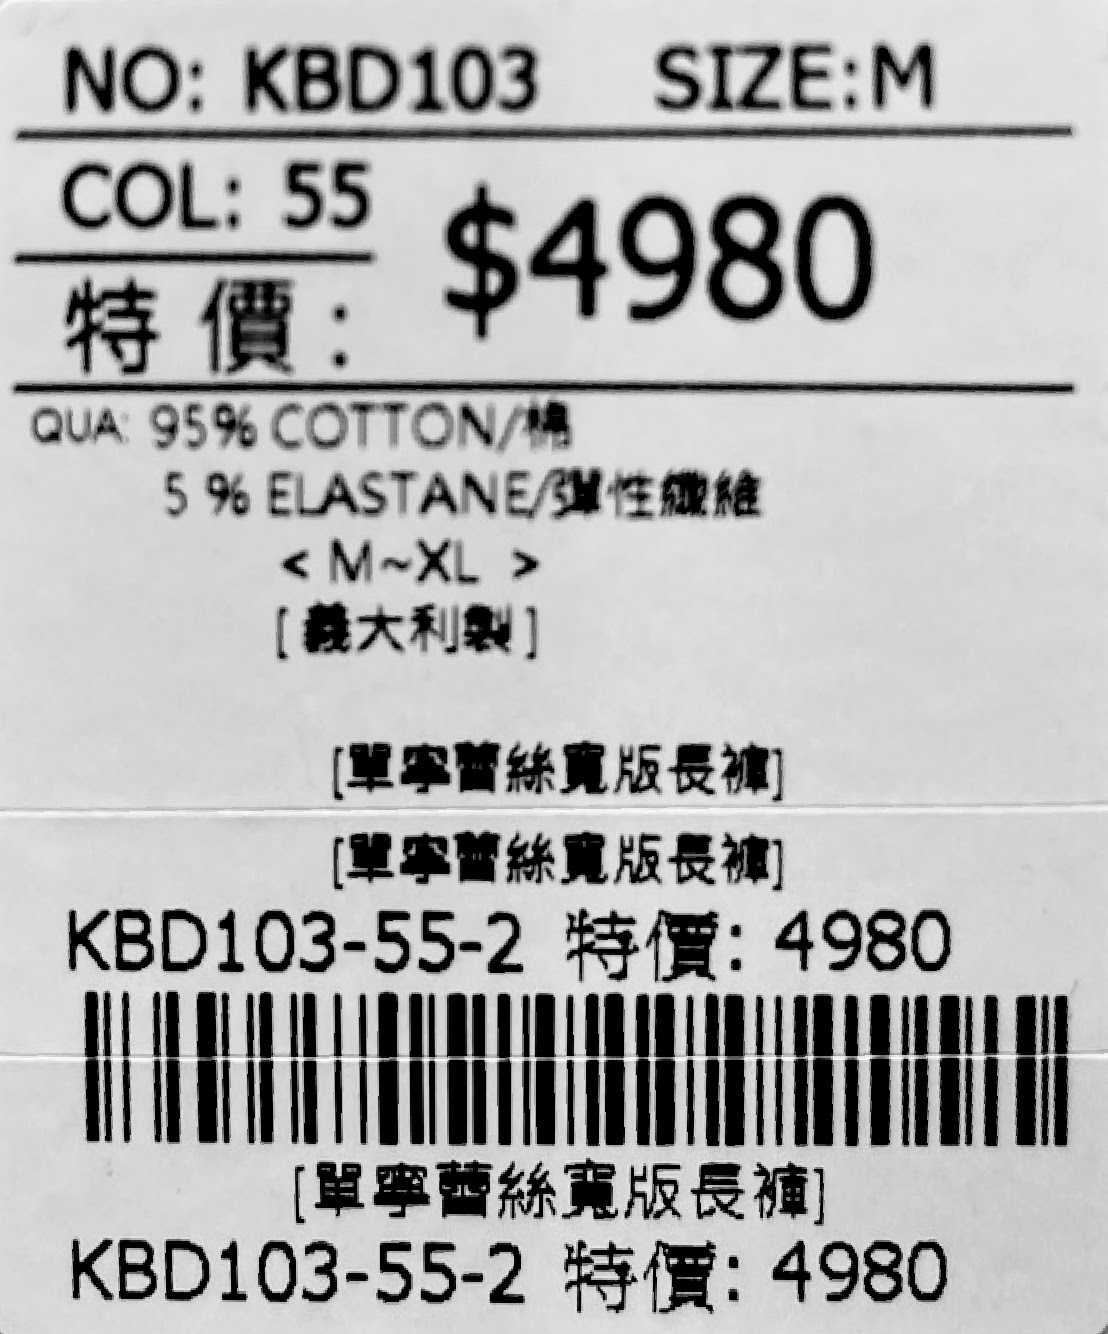 NO: KBD103 SIZE:M
COL: 55
$4980
特 價 :
QUA: 95% COTTON/棉
5 % ELASTANE/彈性纖維
< M~XL >
[ 義大利製 ]
[單寧蕾絲寬版長褲]
[單寧蕾絲寬版長褲]
KBD103-55-2 特價: 4980
[單寧蕾絲寬版長褲]
KBD103-55-2 特價: 4980